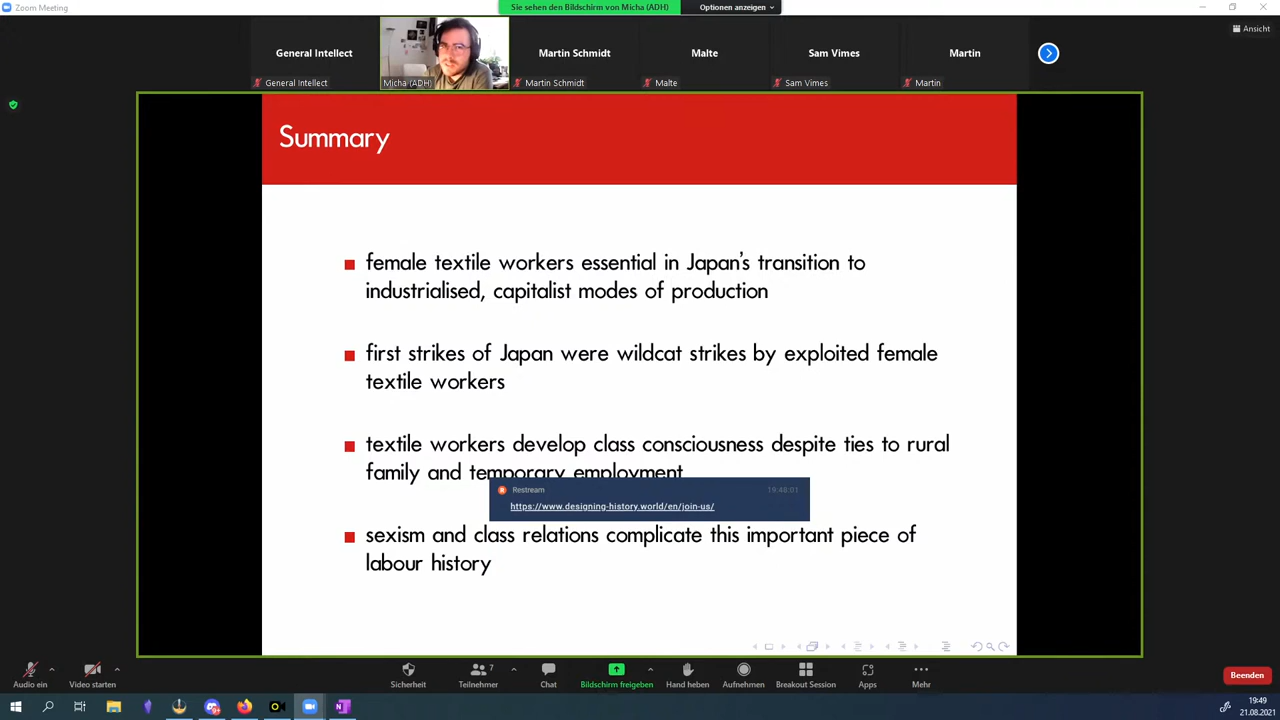 Zoom Meeting
Sie sehen den Bildschirm von Micha (ADH)
Optionen anzeigen
Ansicht
General Intellect
Martin Schmidt
Malte
Sam Vimes
Martin
General Intellect
Micha (ADH)
Martin Schmidt
Malte
Sam Vimes
Martin
Summary
female textile workers essential in Japan's transition to
industrialised, capitalist modes of production
first strikes of Japan were wildcat strikes by exploited female
textile workers
textile workers develop class consciousness despite ties to rural
family and temporary employment
Restream
19:48:01
https://www.designing-history.world/en/join-us/
sexism and class relations complicate this important piece of
labour history
Audio ein
Video starten
Sicherheit
7
Teilnehmer
Chat
Bildschirm freigeben
Hand heben
Aufnehmen
Breakout Session
Apps
Mehr
Beenden
19:49
21.08.2021